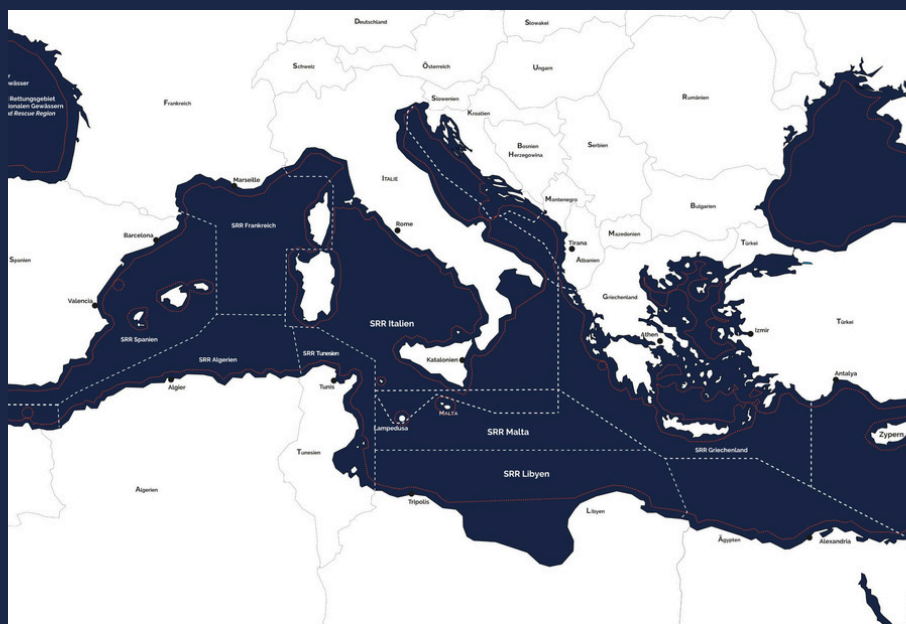 Deutschland
Slowakei
Schweiz
Österreich
Ungarn
Frankreich
Slowenien
Kroatien
Rumänien
ewässer
Rettungsgebiet
ionalen Gewässern
nd Rescue Region
Bosnien
Herzegowina
Serbien
Italie
Marseille
Montenegro
Bulgarien
Barcelona
SRR Frankreich
Rome
Tirana
Mazedonien
Albanien
Türkei
Spanien
Valencia
Griechenland
SRR Italien
Athen
Izmir
Türkei
SRR Spanien
SRR Algerien
SRR Tunesien
Katalonien
Algier
Tunis
Antalya
Malta
Lampedusa
SRR Malta
Zypern
Tunesien
SRR Griechenland
SRR Libyen
Algerien
Tripolis
Libyen
Ägypten
Alexandria